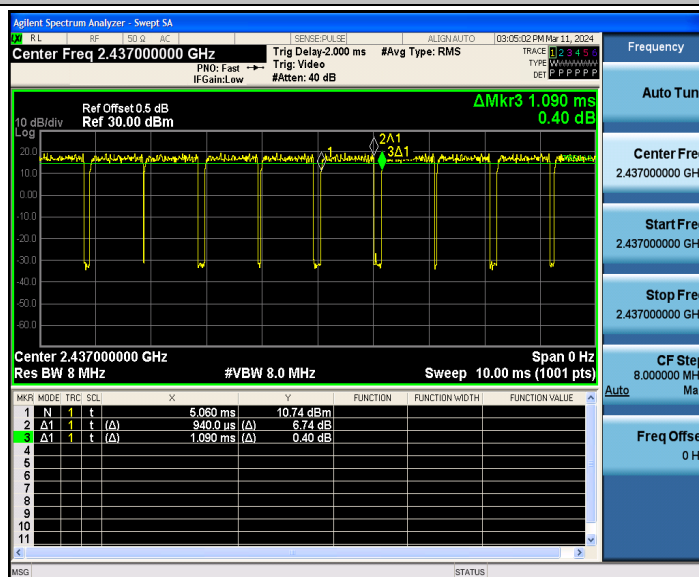 Agilent Spectrum Analyzer - Swept SA
LXI RL RF 50 Ω AC SENSE:PULSE ALIGN AUTO 03:05:02 PM Mar 11, 2024
Center Freq 2.437000000 GHz
PNO: Fast
IFGain:Low
Trig Delay-2.000 ms
Trig: Video
#Atten: 40 dB
#Avg Type: RMS
TRACE 1 2 3 4 5 6
TYPE
DET P P P P P P
Frequency
Auto Tun
Center Fre
2.437000000 GH
Start Fre
2.437000000 GH
Stop Fre
2.437000000 GH
CF Step
8.000000 MH
Auto Ma
Freq Offse
0 H
Ref Offset 0.5 dB
10 dB/div Ref 30.00 dBm
Log
ΔMkr3 1.090 ms
0.40 dB
20.0
10.0
0.00
-10.0
-20.0
-30.0
-40.0
-50.0
-60.0
1
2Δ1
3Δ1
Center 2.437000000 GHz Span 0 Hz
Res BW 8 MHz #VBW 8.0 MHz Sweep 10.00 ms (1001 pts)
MKR MODE TRC SCL X Y FUNCTION FUNCTION WIDTH FUNCTION VALUE
1 N 1 t 5.060 ms 10.74 dBm
2 Δ1 1 t (Δ) 940.0 µs (Δ) 6.74 dB
3 Δ1 1 t (Δ) 1.090 ms (Δ) 0.40 dB
4
5
6
7
8
9
10
11
MSG STATUS